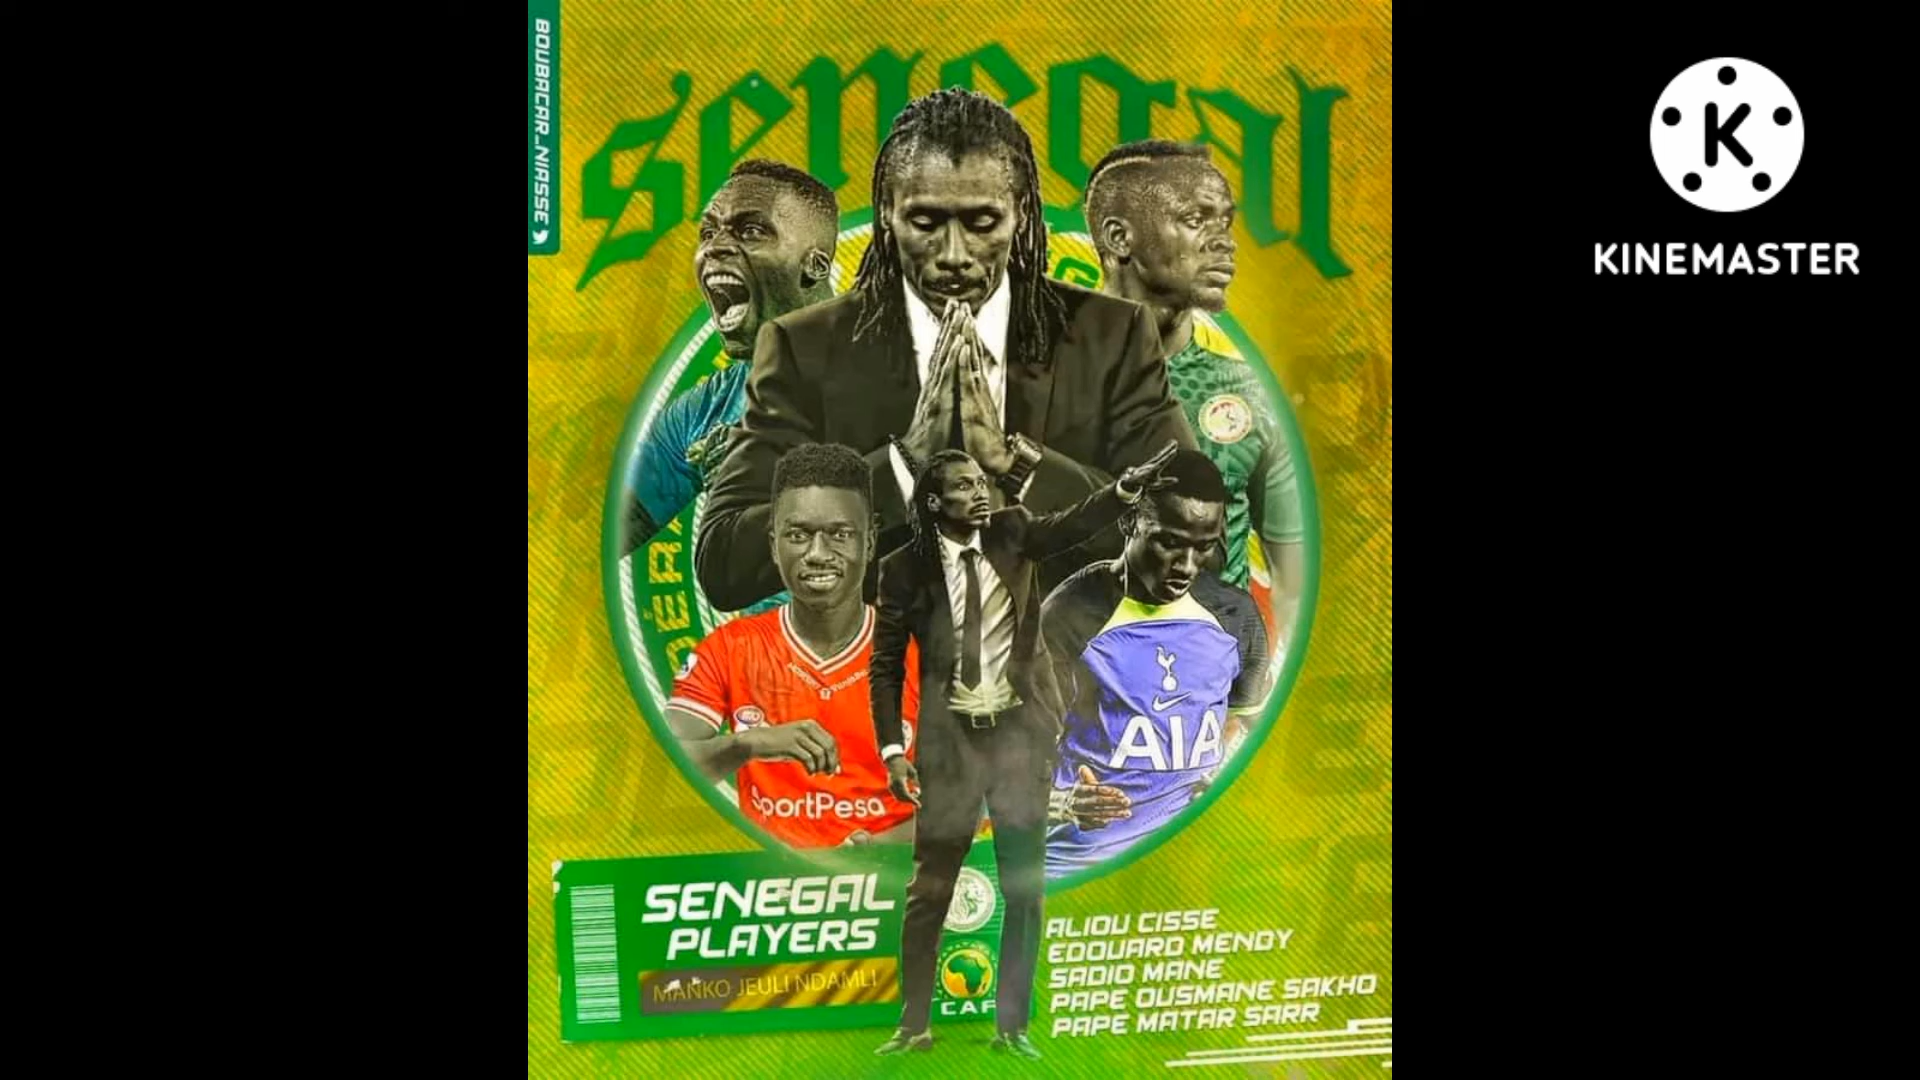 BOUBACAR_NIASSE
senegal
KINEMASTER
DÉRA
SportPesa
AIA
SENEGAL
PLAYERS
MANKO JEULI NDAMLI
CAF
ALIOU CISSE
EDOUARD MENDY
SADIO MANE
PAPE OUSMANE SAKHO
PAPE MATAR SARR